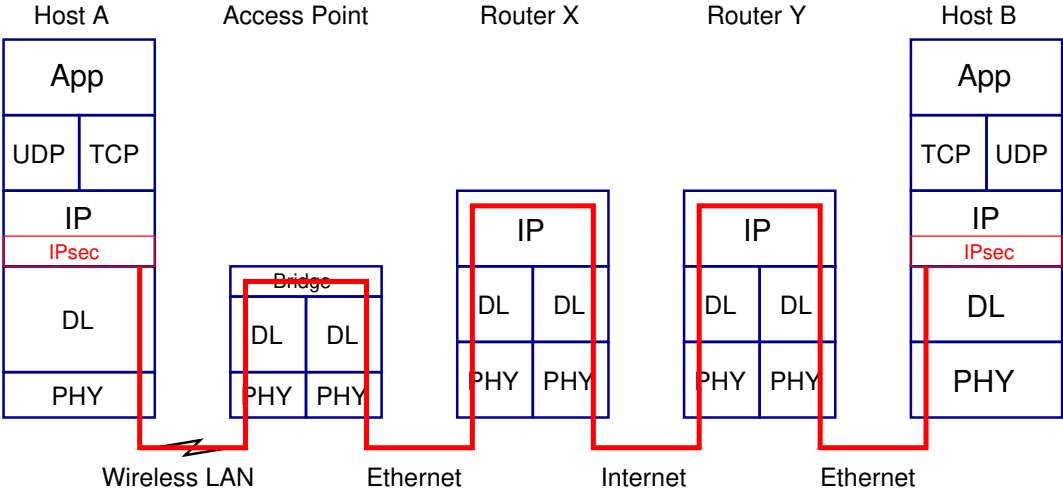 Host A
Access Point
Router X
Router Y
Host B
App
App
UDP
TCP
TCP
UDP
IP
IP
IP
IP
IPsec
IPsec
Bridge
DL
DL
DL
DL
DL
DL
DL
DL
PHY
PHY
PHY
PHY
PHY
PHY
PHY
PHY
Wireless LAN
Ethernet
Internet
Ethernet